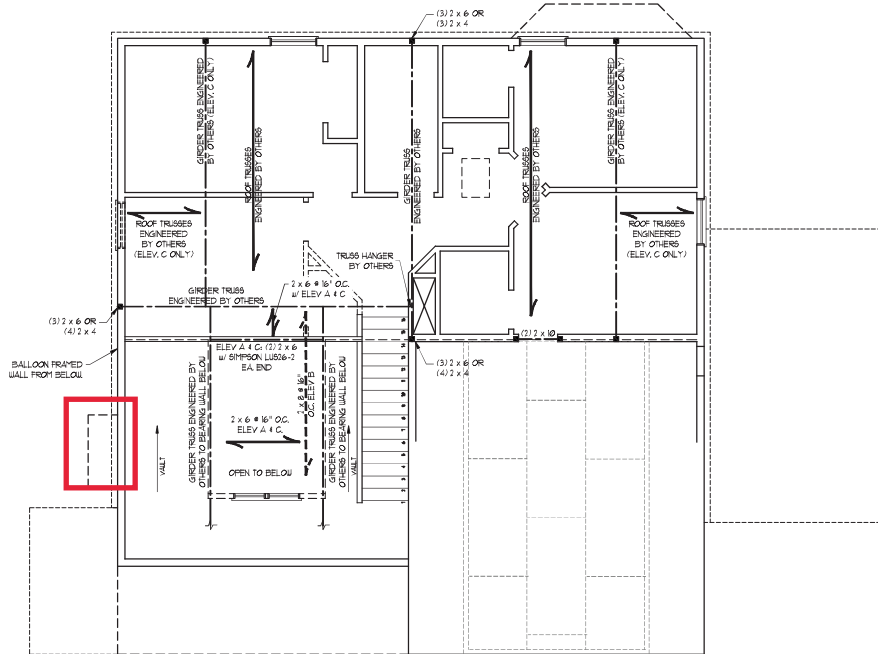 (3) 2 x 6 OR
(3) 2 x 4
GIRDER TRUSS ENGINEERED
BY OTHERS (ELEV. C ONLY)
ROOF TRUSSES
ENGINEERED BY OTHERS
GIRDER TRUSS
ENGINEERED BY OTHERS
ROOF TRUSSES
ENGINEERED BY OTHERS
GIRDER TRUSS ENGINEERED
BY OTHERS (ELEV. C ONLY)
ROOF TRUSSES
ENGINEERED
BY OTHERS
(ELEV. C ONLY)
ROOF TRUSSES
ENGINEERED
BY OTHERS
(ELEV. C ONLY)
TRUSS HANGER
BY OTHERS
GIRDER TRUSS
ENGINEERED BY OTHERS
2 x 6 @ 16" O.C.
W/ ELEV A & C
(3) 2 x 6 OR
(4) 2 x 4
(2) 2 x 10
ELEV A & C: (2) 2 x 6
W/ SIMPSON LUS26-2
EA. END
BALLOON FRAMED
WALL FROM BELOW
(3) 2 x 6 OR
(4) 2 x 4
GIRDER TRUSS ENGINEERED BY
OTHERS TO BEARING WALL BELOW
2 x 8 @ 16"
O.C. ELEV B
GIRDER TRUSS ENGINEERED BY
OTHERS TO BEARING WALL BELOW
2 x 6 @ 16" O.C.
ELEV A & C
VAULT
OPEN TO BELOW
VAULT